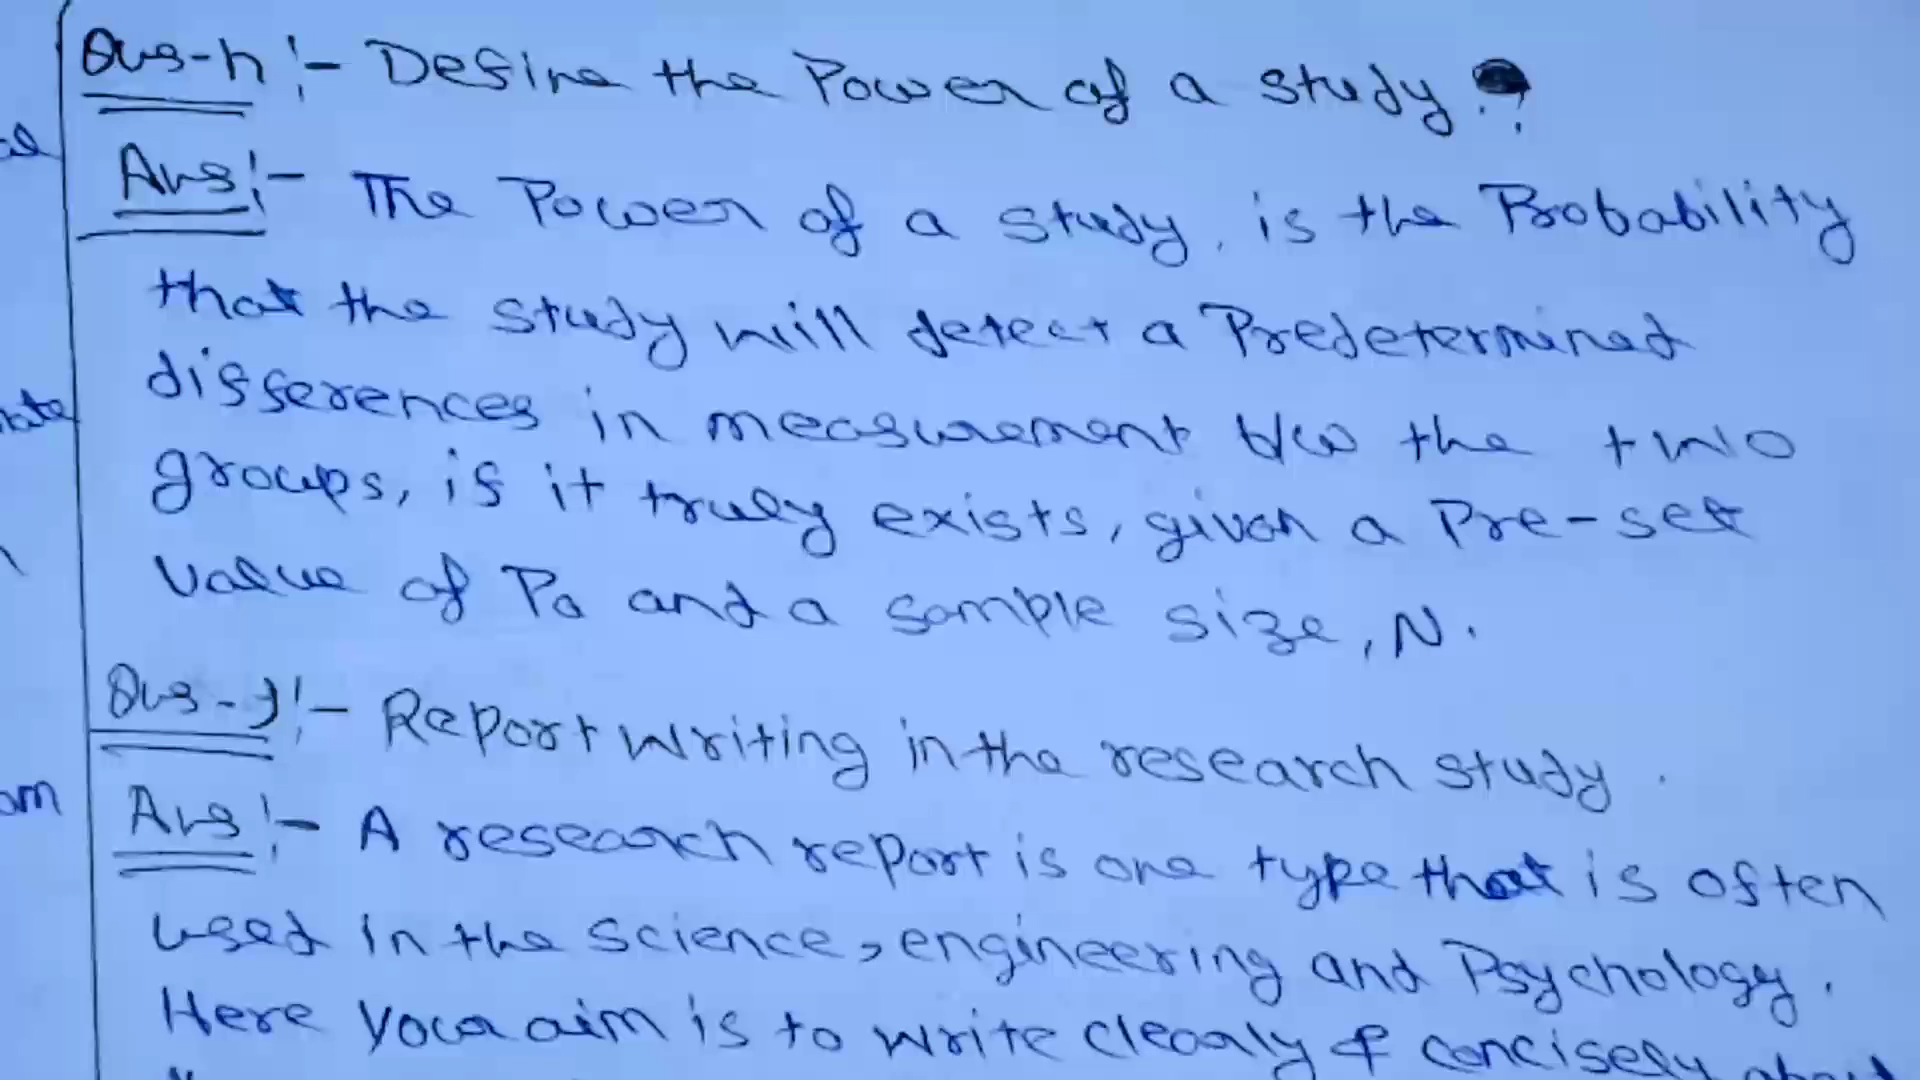 Qus-h:- Define the Power of a study ?
Ans:- The Power of a study, is the Probability
that the study will detect a Predetermined
differences in measurement b/w the two
groups, if it truly exists, given a Pre-set
value of Pa and a sample size, N.
Qus-j:- Report writing in the research study.
Ans:- A research report is one type that is often
used in the science, engineering and Psychology.
Here your aim is to write clearly & concisely about